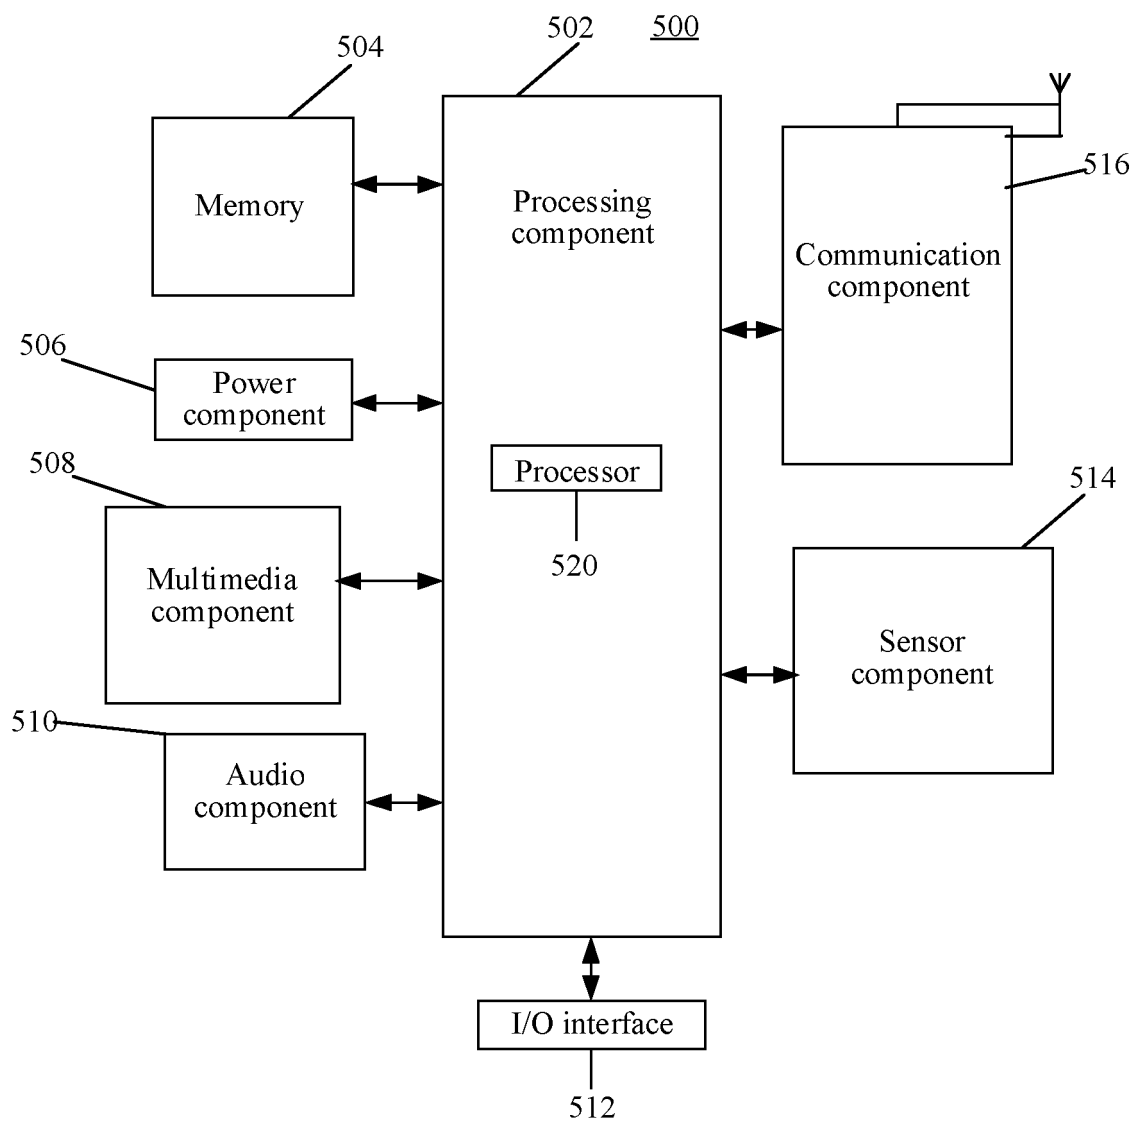 502
500
504
516
Memory
Processing
component
Communication
component
506
Power
component
508
Processor
514
520
Multimedia
component
Sensor
component
510
Audio
component
I/O interface
512